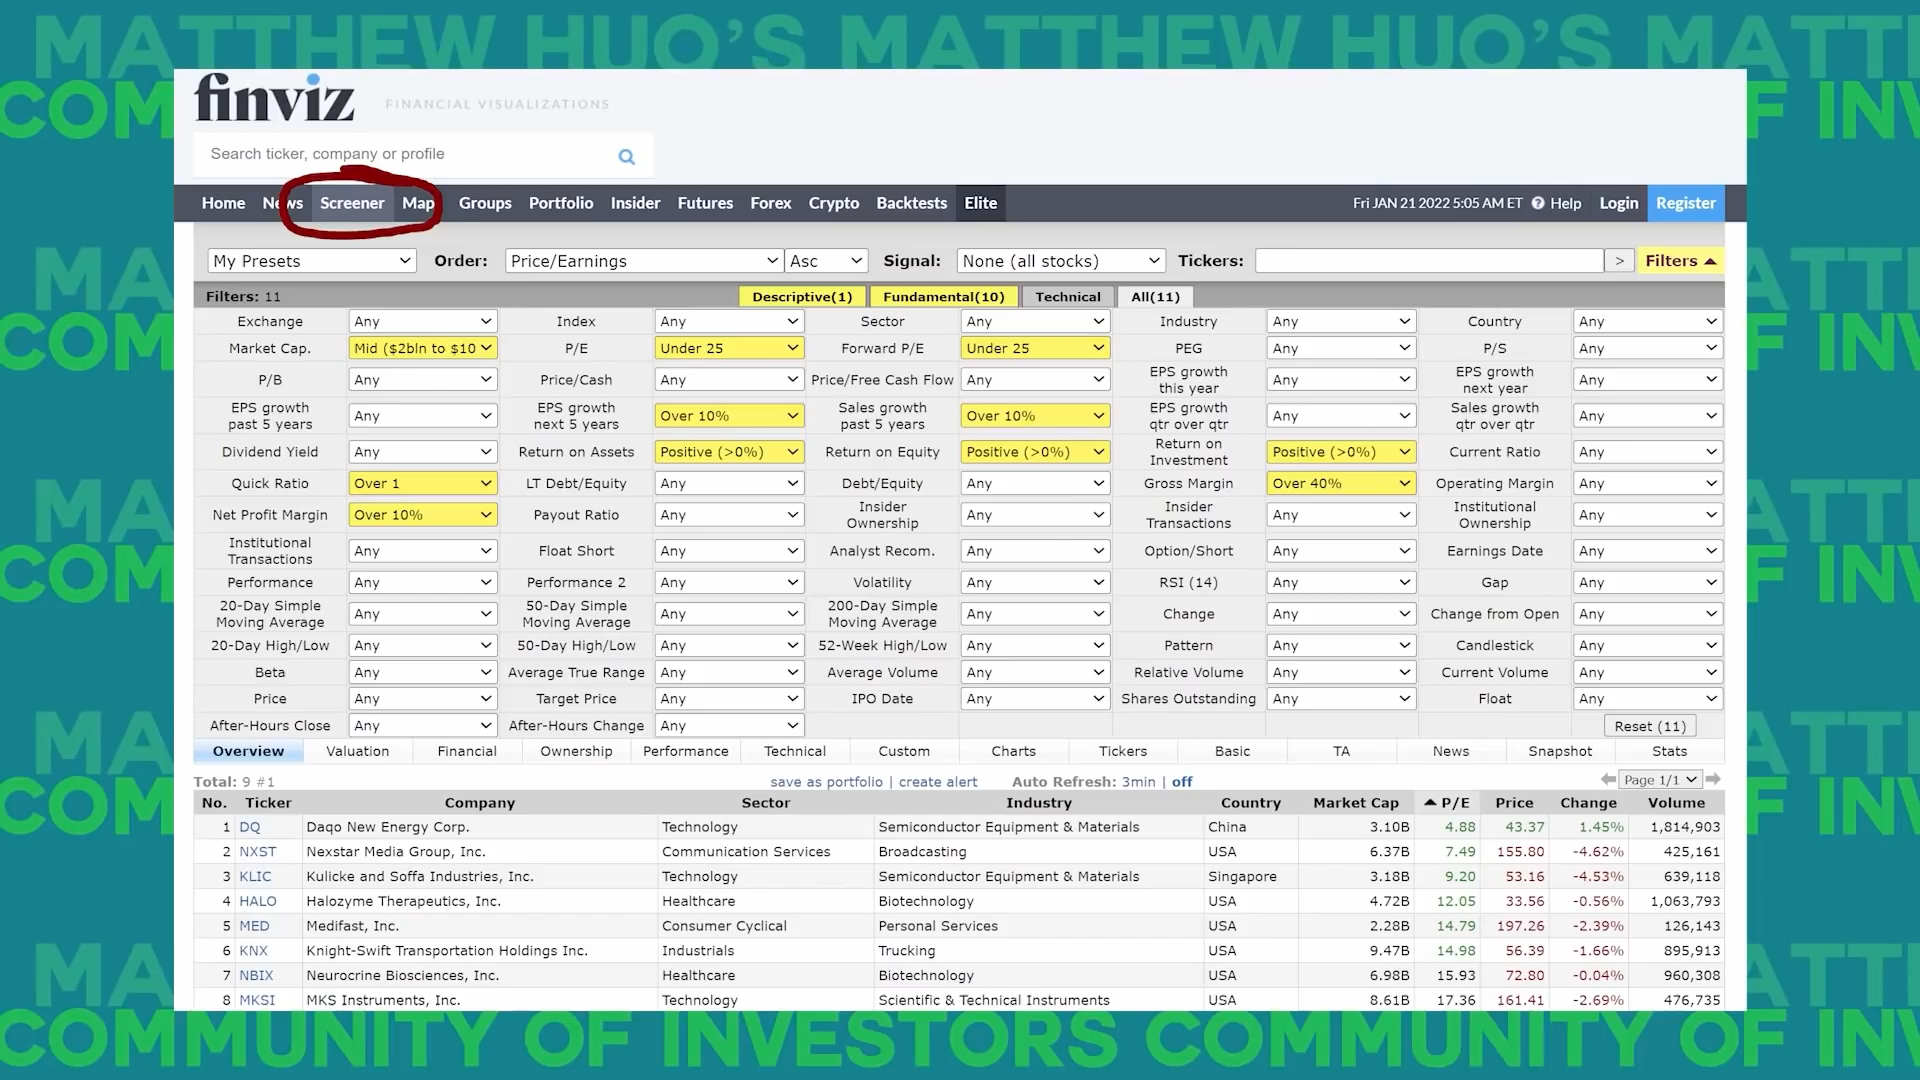 MATTHEW HUO'S MATTHEW HUO'S MATT
COM
F IN
finviz FINANCIAL VISUALIZATIONS
Search ticker, company or profile
Home News Screener Map Groups Portfolio Insider Futures Forex Crypto Backtests Elite Fri JAN 21 2022 5:05 AM ET ? Help Login Register
My Presets Order: Price/Earnings Asc Signal: None (all stocks) Tickers: > Filters
Filters: 11 Descriptive(1) Fundamental(10) Technical All(11)
Exchange Any Index Any Sector Any Industry Any Country Any
Market Cap. Mid ($2bln to $10 P/E Under 25 Forward P/E Under 25 PEG Any P/S Any
P/B Any Price/Cash Any Price/Free Cash Flow Any EPS growth this year Any EPS growth next year Any
EPS growth past 5 years Any EPS growth next 5 years Over 10% Sales growth past 5 years Over 10% EPS growth qtr over qtr Any Sales growth qtr over qtr Any
Dividend Yield Any Return on Assets Positive (>0%) Return on Equity Positive (>0%) Return on Investment Positive (>0%) Current Ratio Any
Quick Ratio Over 1 LT Debt/Equity Any Debt/Equity Any Gross Margin Over 40% Operating Margin Any
Net Profit Margin Over 10% Payout Ratio Any Insider Ownership Any Insider Transactions Any Institutional Ownership Any
Institutional Transactions Any Float Short Any Analyst Recom. Any Option/Short Any Earnings Date Any
Performance Any Performance 2 Any Volatility Any RSI (14) Any Gap Any
20-Day Simple Moving Average Any 50-Day Simple Moving Average Any 200-Day Simple Moving Average Any Change Any Change from Open Any
20-Day High/Low Any 50-Day High/Low Any 52-Week High/Low Any Pattern Any Candlestick Any
Beta Any Average True Range Any Average Volume Any Relative Volume Any Current Volume Any
Price Any Target Price Any IPO Date Any Shares Outstanding Any Float Any
After-Hours Close Any After-Hours Change Any Reset (11)
Overview Valuation Financial Ownership Performance Technical Custom Charts Tickers Basic TA News Snapshot Stats
Total: 9 #1 save as portfolio | create alert Auto Refresh: 3min | off Page 1/1
No. Ticker Company Sector Industry Country Market Cap P/E Price Change Volume
1 DQ Daqo New Energy Corp. Technology Semiconductor Equipment & Materials China 3.10B 4.88 43.37 1.45% 1,814,903
2 NXST Nexstar Media Group, Inc. Communication Services Broadcasting USA 6.37B 7.49 155.80 -4.62% 425,161
3 KLIC Kulicke and Soffa Industries, Inc. Technology Semiconductor Equipment & Materials Singapore 3.18B 9.20 53.16 -4.53% 639,118
4 HALO Halozyme Therapeutics, Inc. Healthcare Biotechnology USA 4.72B 12.05 33.56 -0.56% 1,063,793
5 MED Medifast, Inc. Consumer Cyclical Personal Services USA 2.28B 14.79 197.26 -2.39% 126,143
6 KNX Knight-Swift Transportation Holdings Inc. Industrials Trucking USA 9.47B 14.98 56.39 -1.66% 895,913
7 NBIX Neurocrine Biosciences, Inc. Healthcare Biotechnology USA 6.98B 15.93 72.80 -0.04% 960,308
8 MKSI MKS Instruments, Inc. Technology Scientific & Technical Instruments USA 8.61B 17.36 161.41 -2.69% 476,735
COMMUNITY OF INVESTORS COMMUNITY OF IN